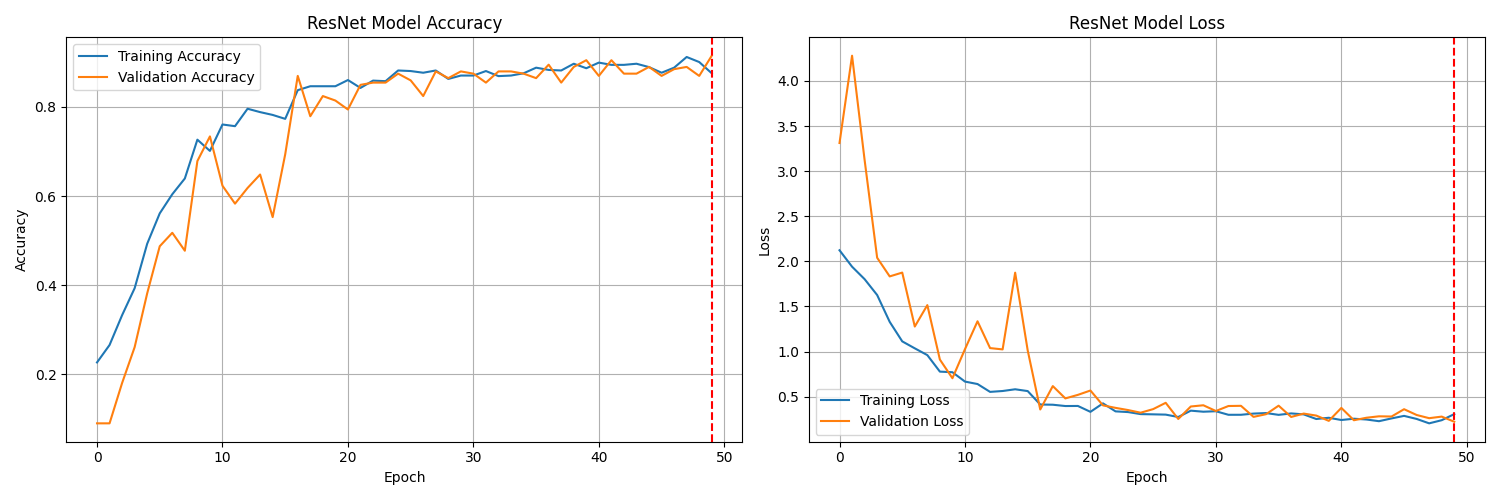 ResNet Model Accuracy
Training Accuracy
Validation Accuracy
0.8
0.6
0.4
0.2
Accuracy
0 10 20 30 40 50
Epoch
ResNet Model Loss
4.0
3.5
3.0
2.5
2.0
1.5
1.0
0.5
Loss
Training Loss
Validation Loss
0 10 20 30 40 50
Epoch